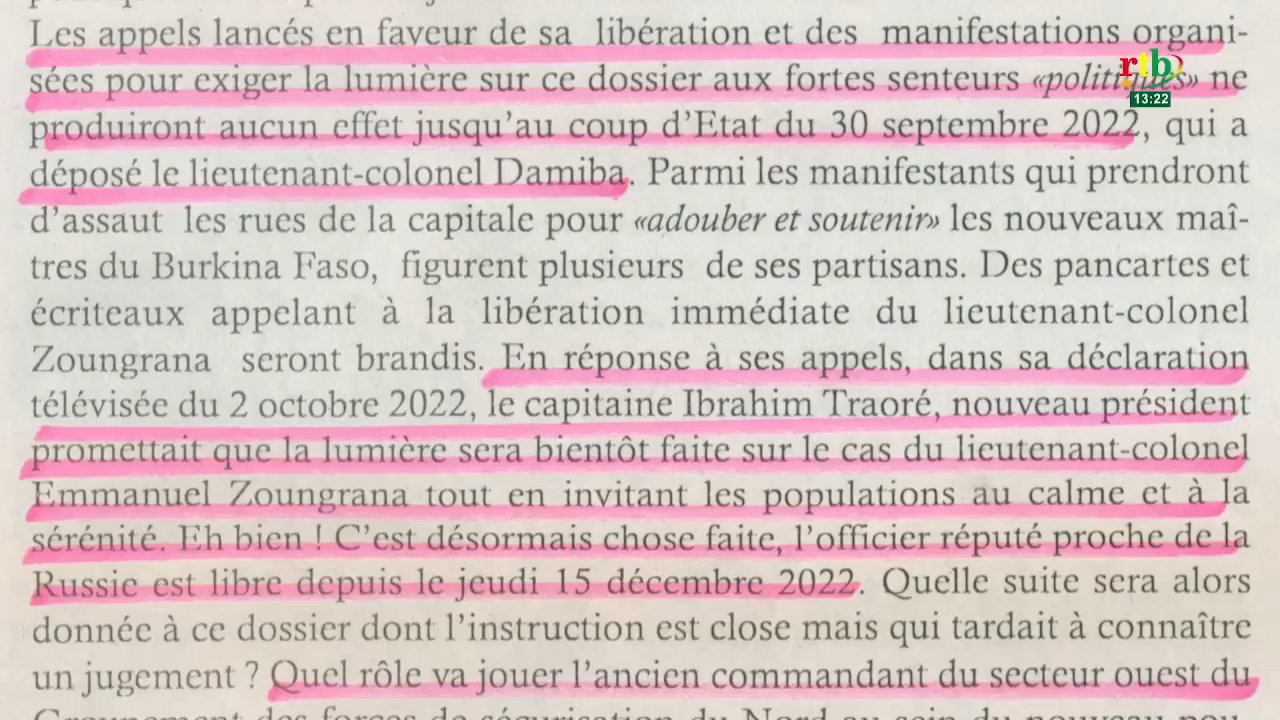 Les appels lancés en faveur de sa libération et des manifestations organi-
sées pour exiger la lumière sur ce dossier aux fortes senteurs «politiques» ne
produiront aucun effet jusqu'au coup d'Etat du 30 septembre 2022, qui a
déposé le lieutenant-colonel Damiba. Parmi les manifestants qui prendront
d'assaut les rues de la capitale pour «adouber et soutenir» les nouveaux maî-
tres du Burkina Faso, figurent plusieurs de ses partisans. Des pancartes et
écriteaux appelant à la libération immédiate du lieutenant-colonel
Zoungrana seront brandis. En réponse à ses appels, dans sa déclaration
télévisée du 2 octobre 2022, le capitaine Ibrahim Traoré, nouveau président
promettait que la lumière sera bientôt faite sur le cas du lieutenant-colonel
Emmanuel Zoungrana tout en invitant les populations au calme et à la
sérénité. Eh bien ! C'est désormais chose faite, l'officier réputé proche de la
Russie est libre depuis le jeudi 15 décembre 2022. Quelle suite sera alors
donnée à ce dossier dont l'instruction est close mais qui tardait à connaître
un jugement ? Quel rôle va jouer l'ancien commandant du secteur ouest du
rtb
13:22